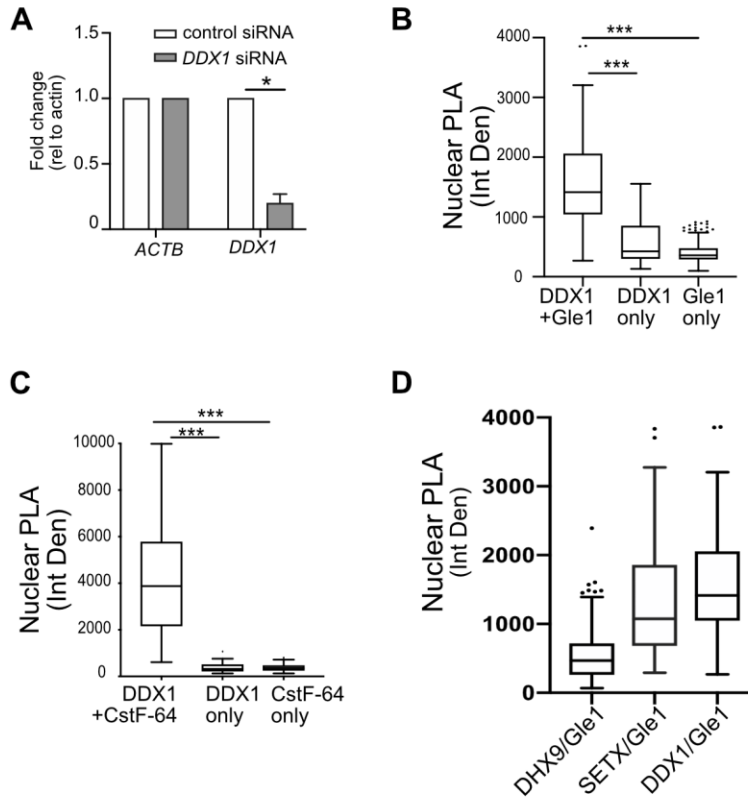 A
control siRNA
DDX1 siRNA
Fold change
(rel to actin)
1.5
1.0
0.5
0
*
ACTB
DDX1
B
Nuclear PLA
(Int Den)
4000
3000
2000
1000
0
***
***
DDX1
+Gle1
DDX1
only
Gle1
only
C
Nuclear PLA
(Int Den)
10000
8000
6000
4000
2000
0
***
***
DDX1
+CstF-64
DDX1
only
CstF-64
only
D
Nuclear PLA
(Int Den)
4000
3000
2000
1000
0
DHX9/Gle1
SETX/Gle1
DDX1/Gle1